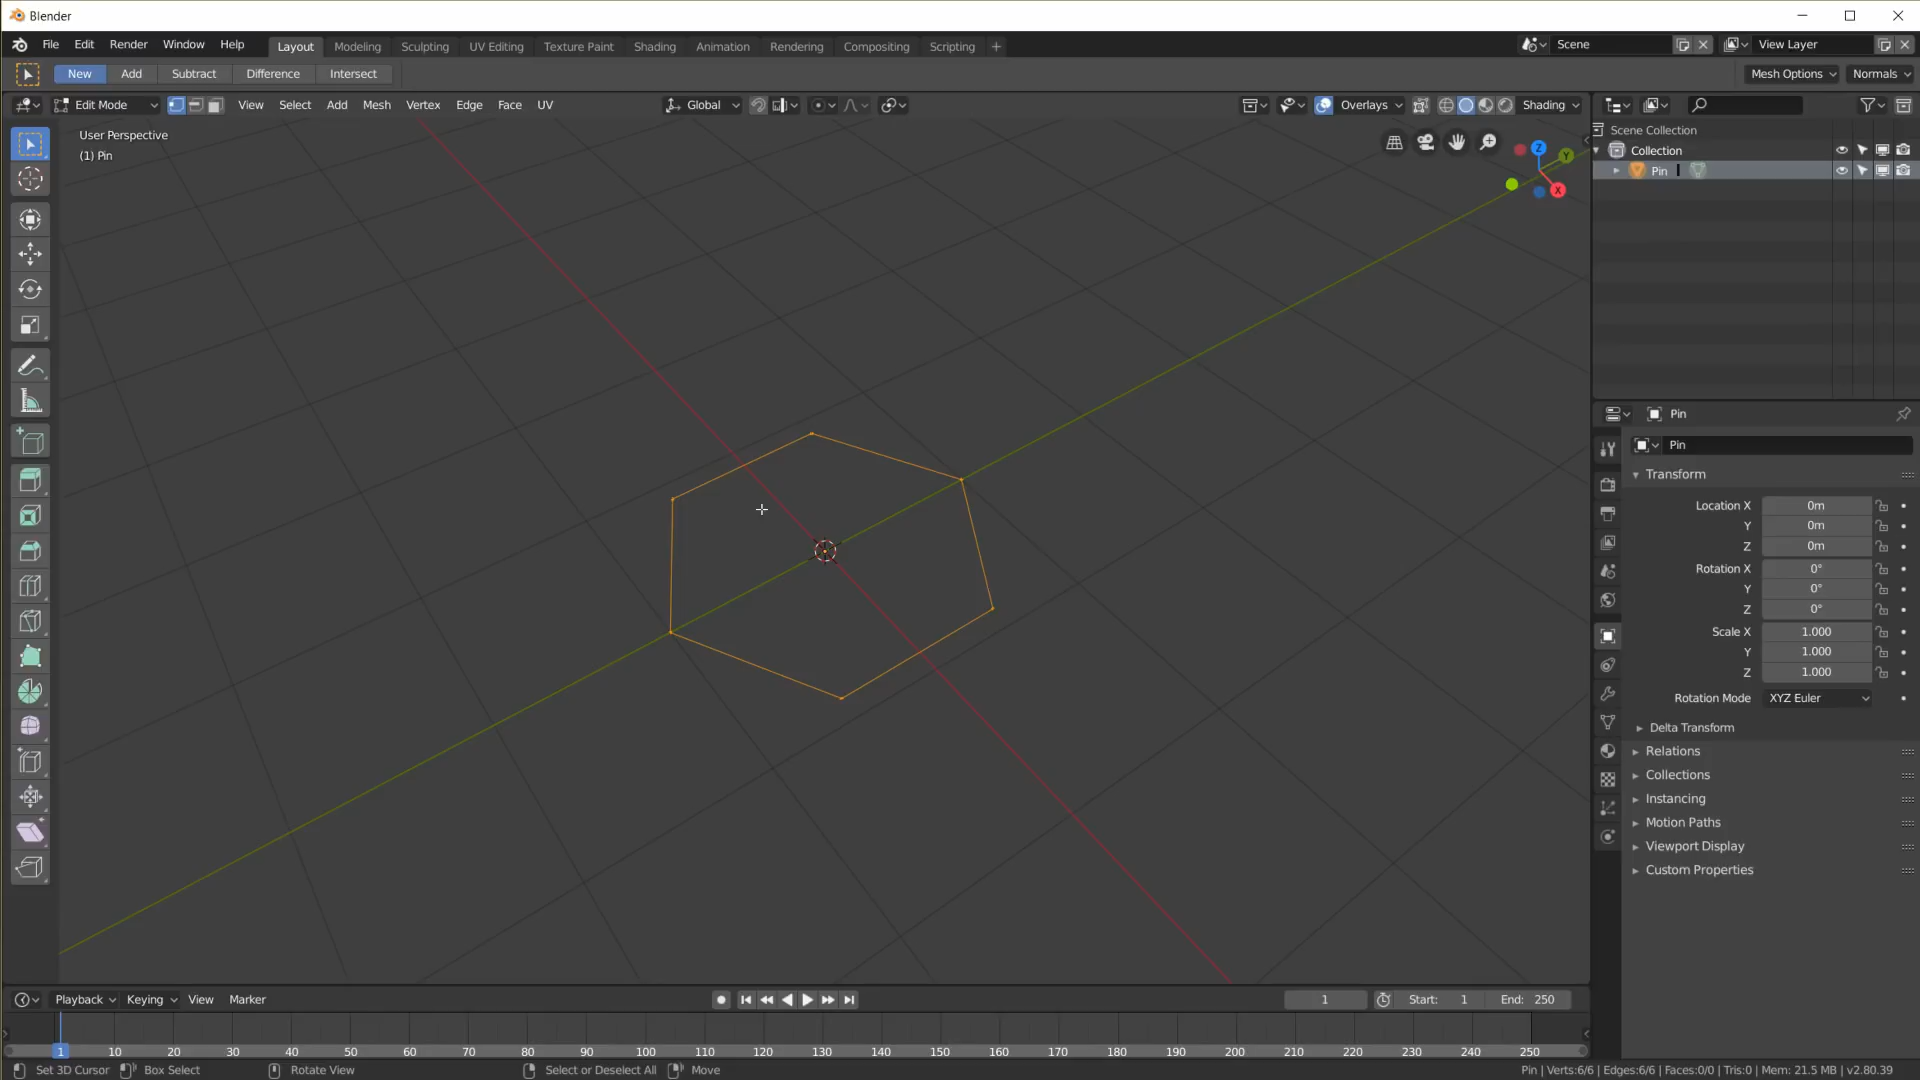 Blender
File Edit Render Window Help Layout Modeling Sculpting UV Editing Texture Paint Shading Animation Rendering Compositing Scripting + Scene View Layer
New Add Subtract Difference Intersect Mesh Options Normals
Edit Mode View Select Add Mesh Vertex Edge Face UV Global Overlays Shading
User Perspective
(1) Pin
Z
Y
X
Scene Collection
Collection
Pin
Pin
Pin
Transform
Location X 0m
Y 0m
Z 0m
Rotation X 0°
Y 0°
Z 0°
Scale X 1.000
Y 1.000
Z 1.000
Rotation Mode XYZ Euler
Delta Transform
Relations
Collections
Instancing
Motion Paths
Viewport Display
Custom Properties
Playback Keying View Marker 1 Start: 1 End: 250
1 10 20 30 40 50 60 70 80 90 100 110 120 130 140 150 160 170 180 190 200 210 220 230 240 250
Set 3D Cursor Box Select Rotate View Select or Deselect All Move Pin | Verts:6/6 | Edges:6/6 | Faces:0/0 | Tris:0 | Mem: 21.5 MB | v2.80.39